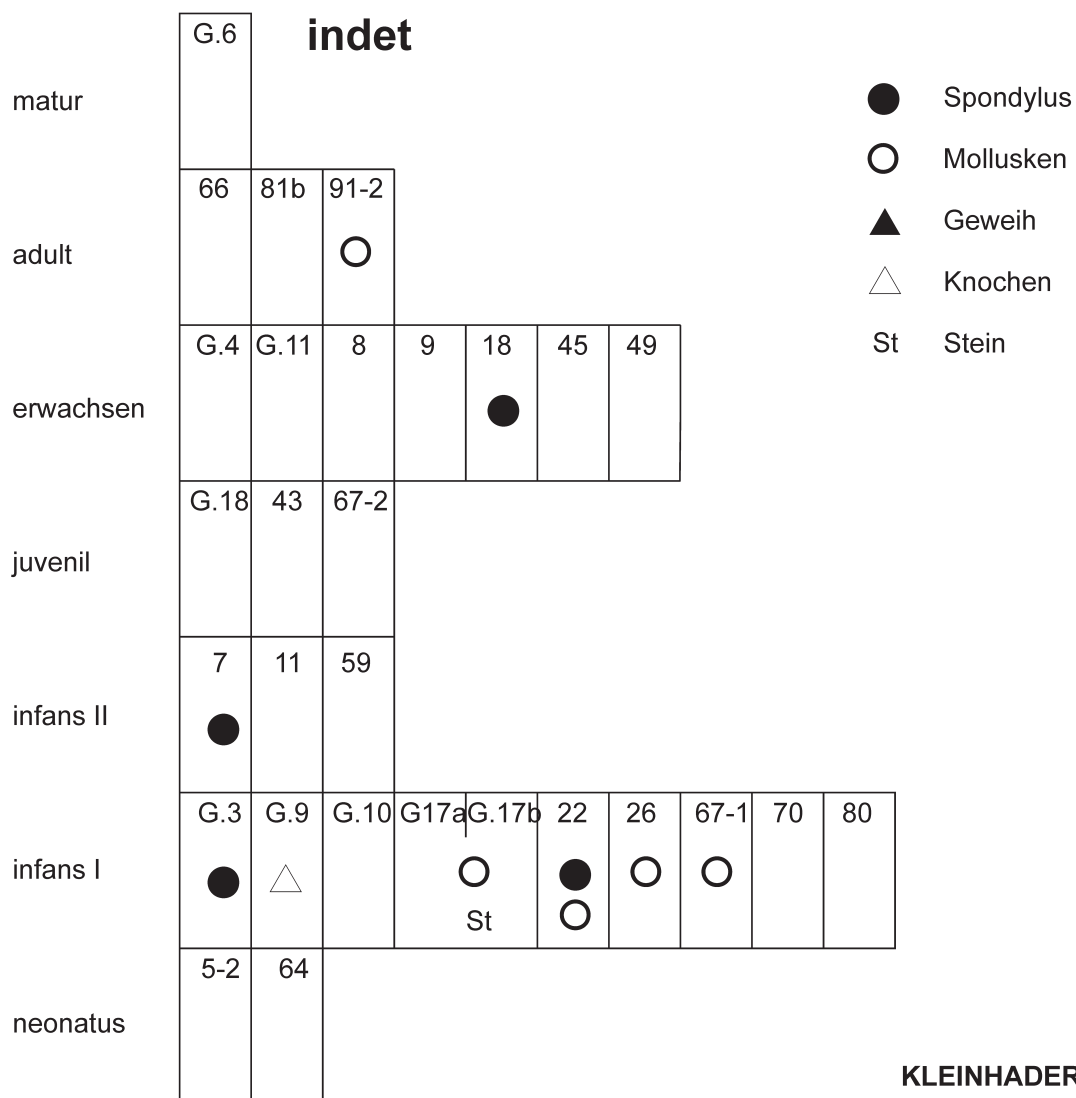 G.6 indet
matur
Spondylus
Mollusken
Geweih
Knochen
St Stein
66 81b 91-2
adult
G.4 G.11 8 9 18 45 49
erwachsen
G.18 43 67-2
juvenil
7 11 59
infans II
G.3 G.9 G.10 G17a G.17b 22 26 67-1 70 80
infans I
St
5-2 64
neonatus
KLEINHADER